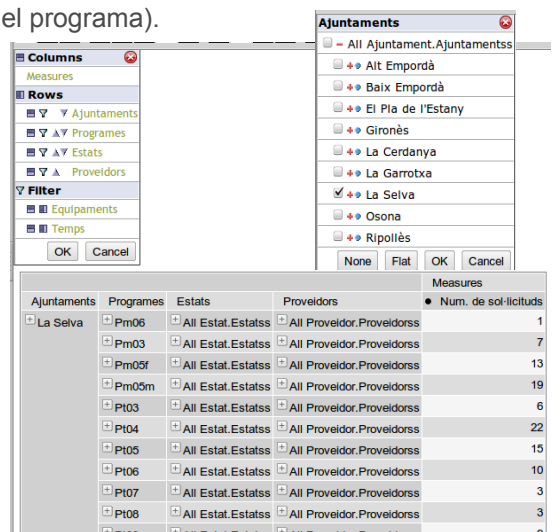 el programa).
Columns
Measures
Rows
Ajuntaments
Programes
Estats
Proveidors
Filter
Equipaments
Temps
OK Cancel
Ajuntaments
All Ajuntament.Ajuntamentss
Alt Empordà
Baix Empordà
El Pla de l'Estany
Gironès
La Cerdanya
La Garrotxa
La Selva
Osona
Ripollès
None Flat OK Cancel
Measures
Ajuntaments Programes Estats Proveidors Num. de sol·licituds
La Selva Pm06 All Estat.Estatss All Proveidor.Proveidorss 1
Pm03 All Estat.Estatss All Proveidor.Proveidorss 7
Pm05f All Estat.Estatss All Proveidor.Proveidorss 13
Pm05m All Estat.Estatss All Proveidor.Proveidorss 19
Pt03 All Estat.Estatss All Proveidor.Proveidorss 6
Pt04 All Estat.Estatss All Proveidor.Proveidorss 22
Pt05 All Estat.Estatss All Proveidor.Proveidorss 15
Pt06 All Estat.Estatss All Proveidor.Proveidorss 10
Pt07 All Estat.Estatss All Proveidor.Proveidorss 3
Pt08 All Estat.Estatss All Proveidor.Proveidorss 3